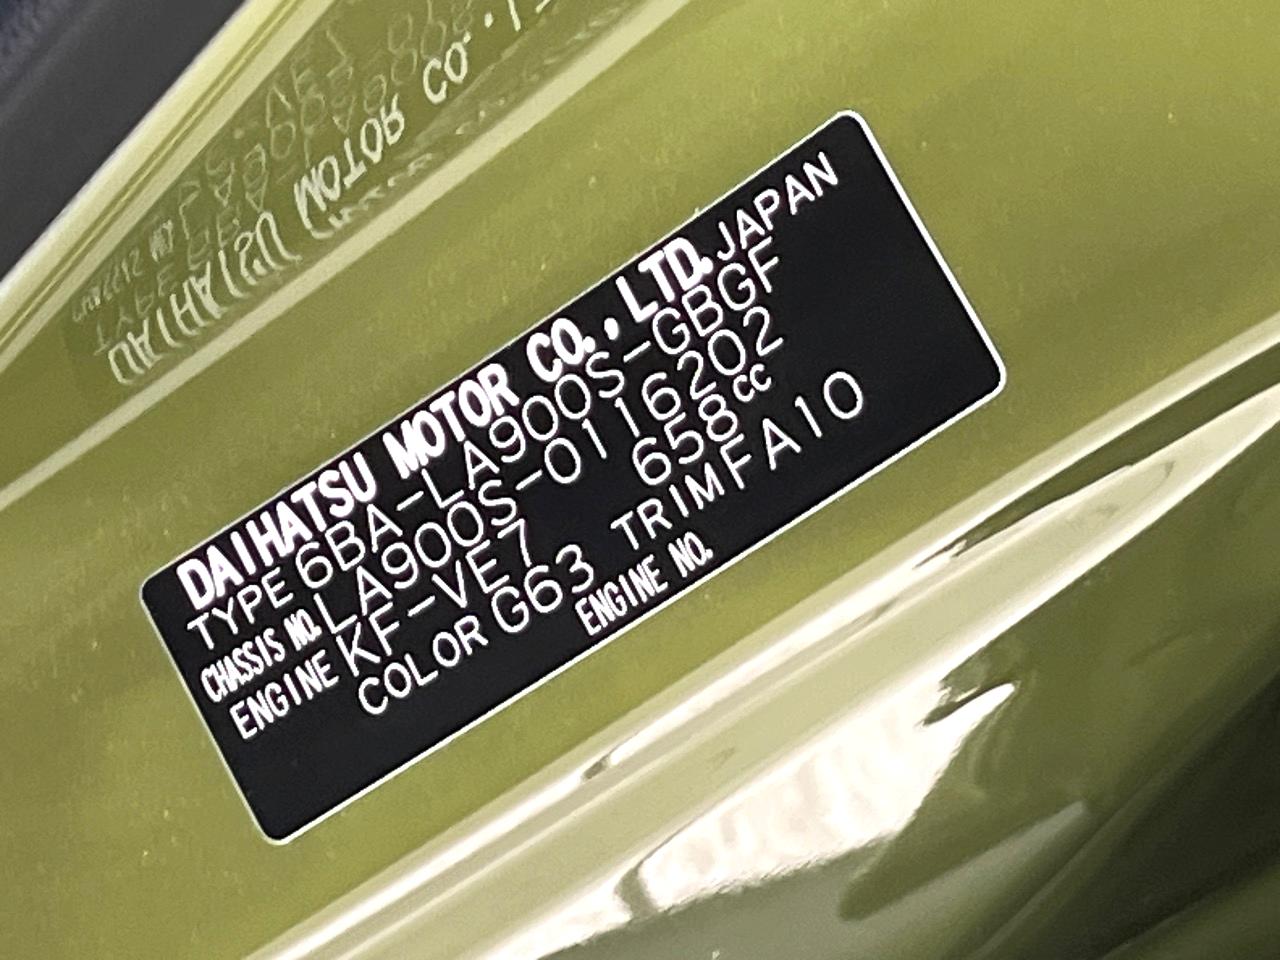 DAIHATSU MOTOR CO., LTD. JAPAN
TYPE 6BA-LA900S-GBGF
CHASSIS NO. LA900S-0116202
ENGINE KF-VE7 658cc
COLOR G63 TRIM FA10
ENGINE NO.
DAIHATSU MOTOR CO.